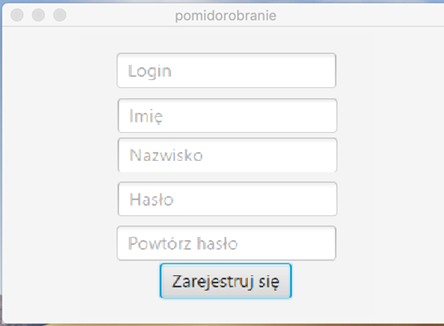 pomidorobranie
Login
Imię
Nazwisko
Hasło
Powtórz hasło
Zarejestruj się